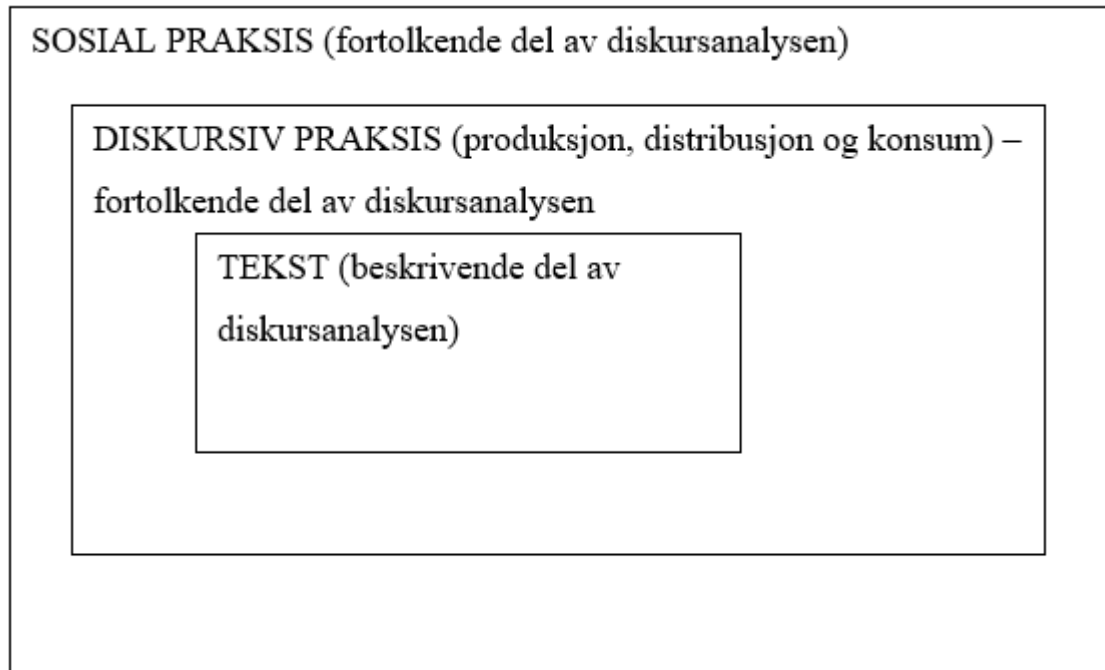 SOSIAL PRAKSIS (fortolkende del av diskursanalysen)
DISKURSIV PRAKSIS (produksjon, distribusjon og konsum) –
fortolkende del av diskursanalysen
TEKST (beskrivende del av
diskursanalysen)